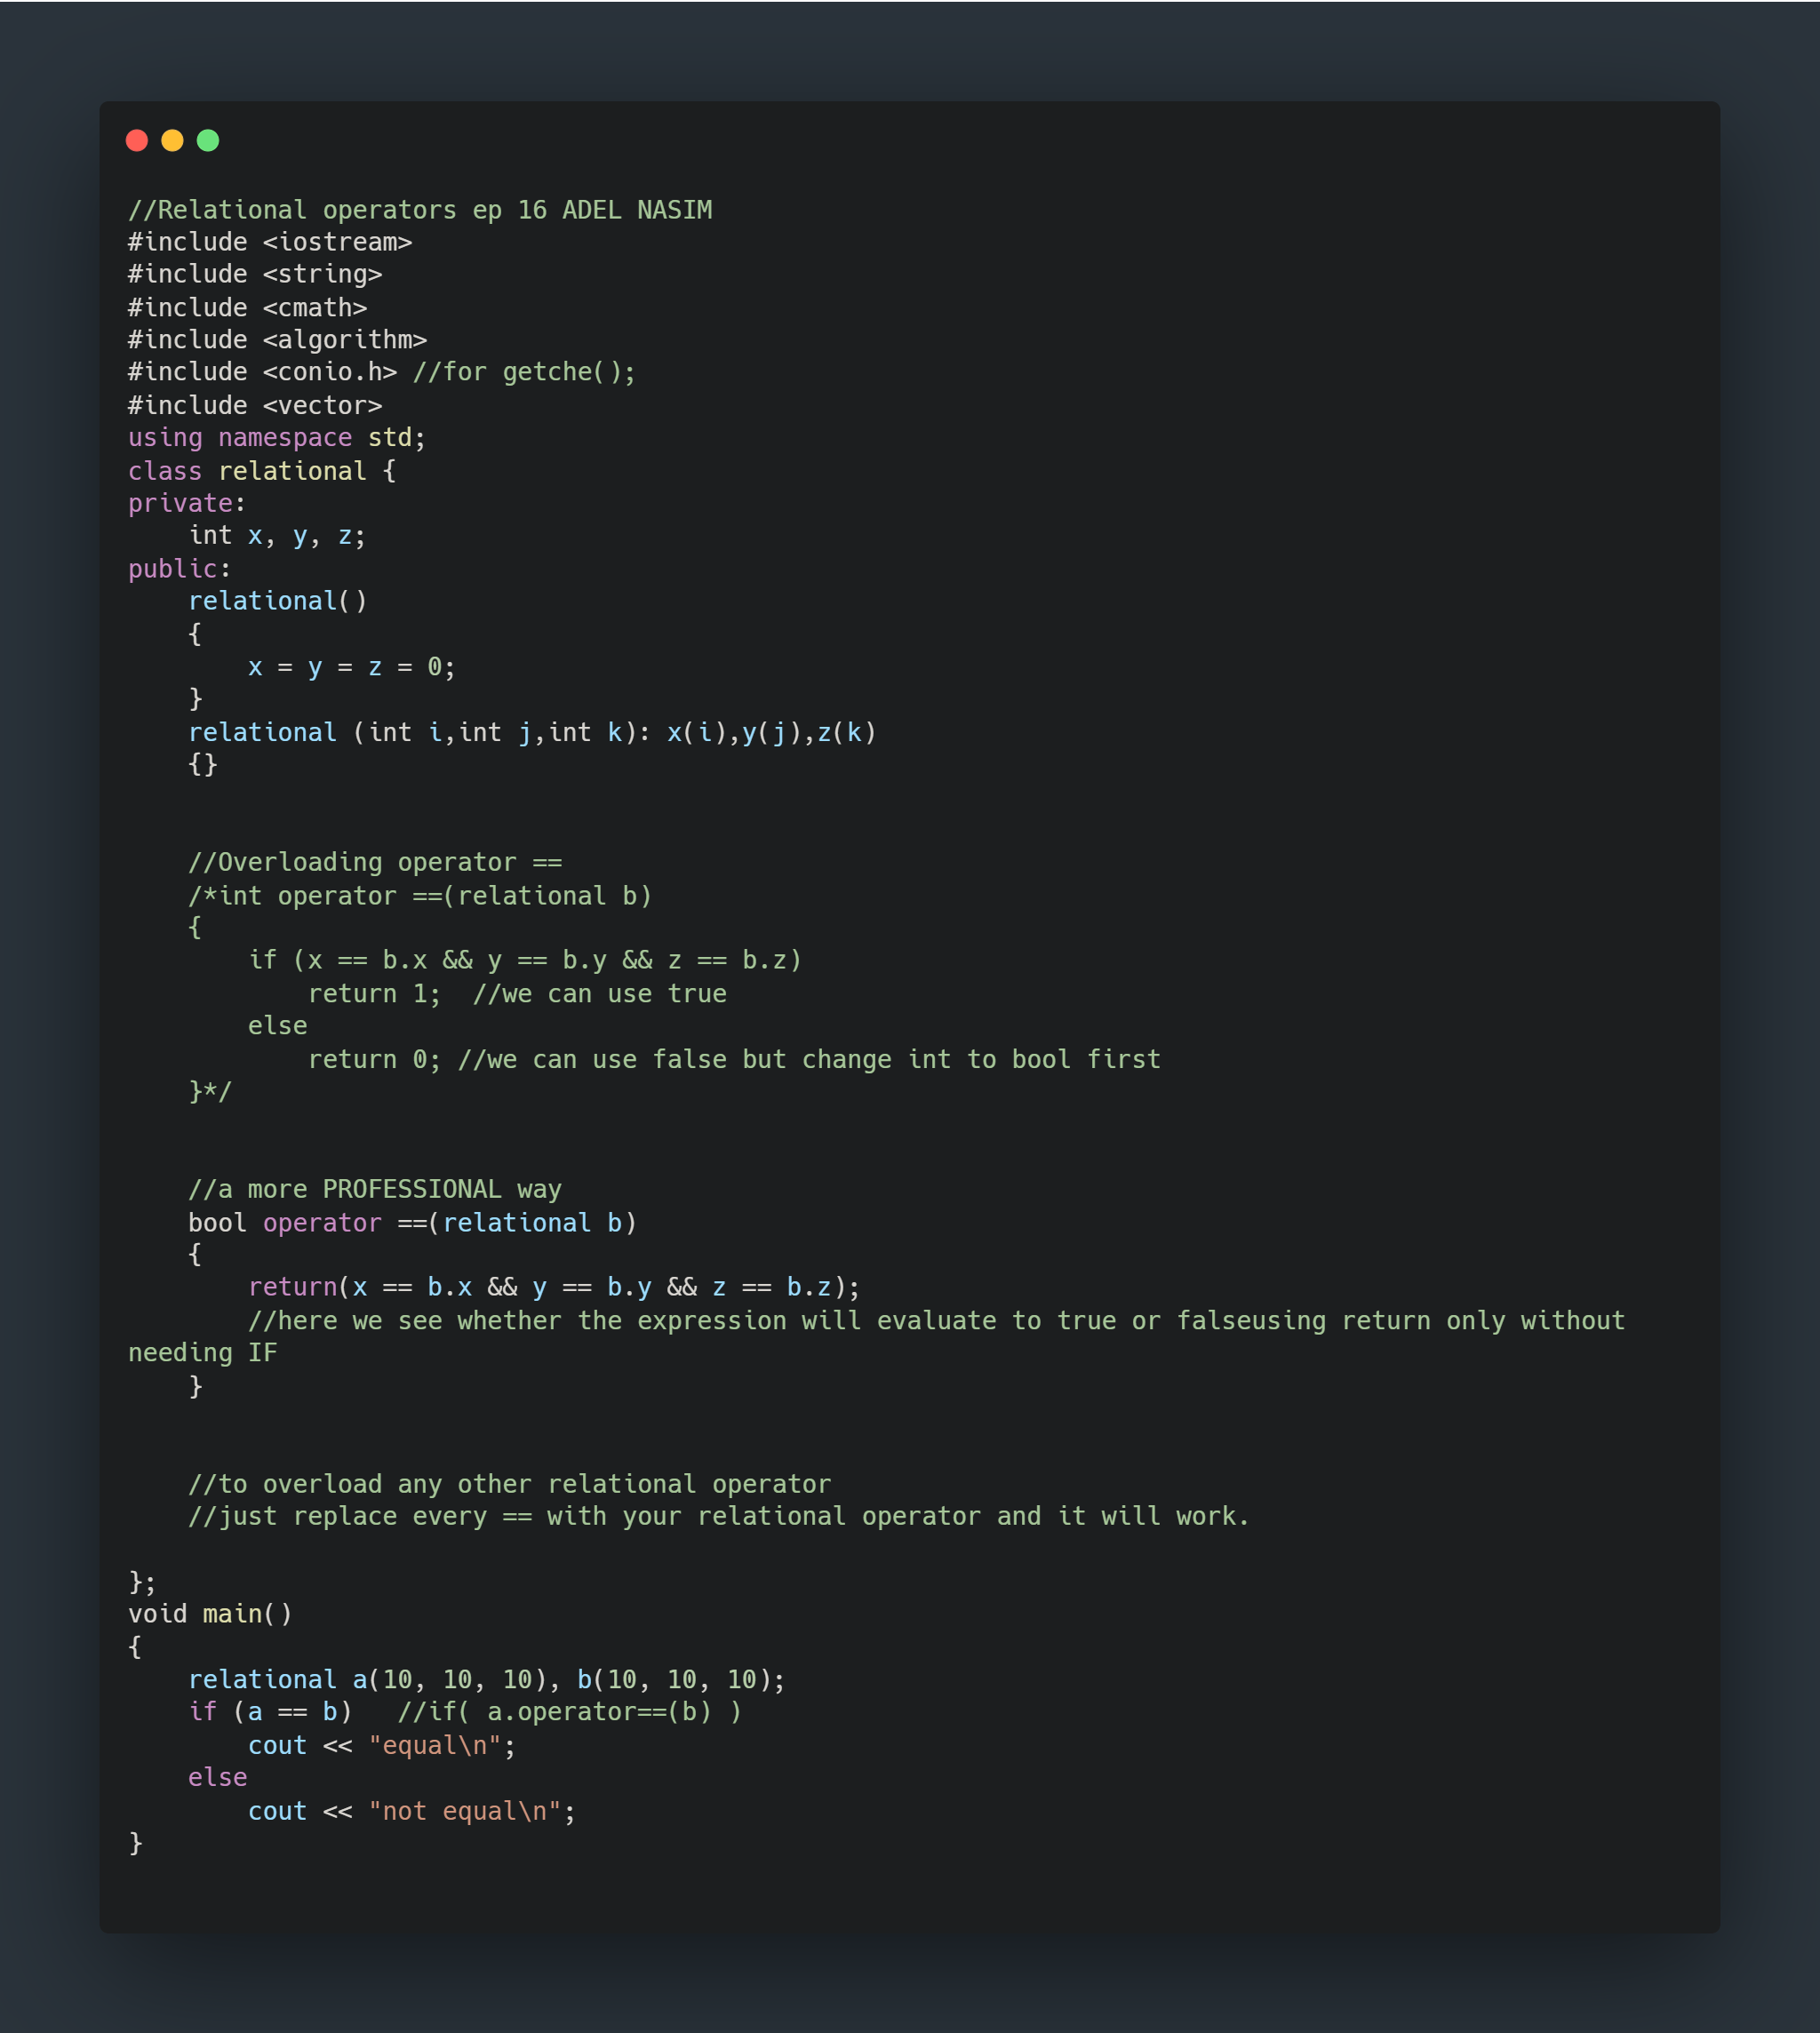 //Relational operators ep 16 ADEL NASIM
#include <iostream>
#include <string>
#include <cmath>
#include <algorithm>
#include <conio.h> //for getche();
#include <vector>
using namespace std;
class relational {
private:
    int x, y, z;
public:
    relational()
    {
        x = y = z = 0;
    }
    relational (int i,int j,int k): x(i),y(j),z(k)
    {}
    //Overloading operator ==
    /*int operator ==(relational b)
    {
        if (x == b.x && y == b.y && z == b.z)
            return 1;  //we can use true
        else
            return 0; //we can use false but change int to bool first
    }*/
    //a more PROFESSIONAL way
    bool operator ==(relational b)
    {
        return(x == b.x && y == b.y && z == b.z);
        //here we see whether the expression will evaluate to true or falseusing return only without
needing IF
    }
    //to overload any other relational operator
    //just replace every == with your relational operator and it will work.
};
void main()
{
    relational a(10, 10, 10), b(10, 10, 10);
    if (a == b)   //if( a.operator==(b) )
        cout << "equal\n";
    else
        cout << "not equal\n";
}